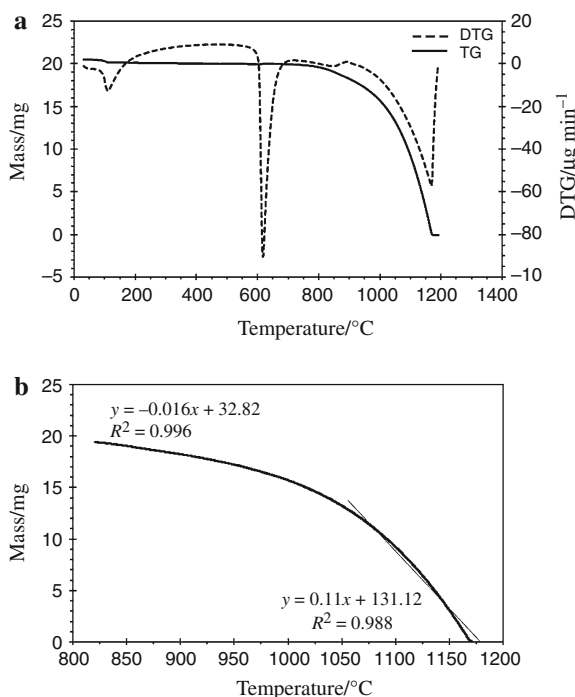 a
25
20
15
10
5
0
–5
Mass/mg
20
0
–20
–40
–60
–80
–100
DTG/µg min–1
DTG
TG
0 200 400 600 800 1000 1200 1400
Temperature/°C
b
25
20
15
10
5
0
Mass/mg
y = –0.016x + 32.82
R2 = 0.996
y = 0.11x + 131.12
R2 = 0.988
800 850 900 950 1000 1050 1100 1150 1200
Temperature/°C